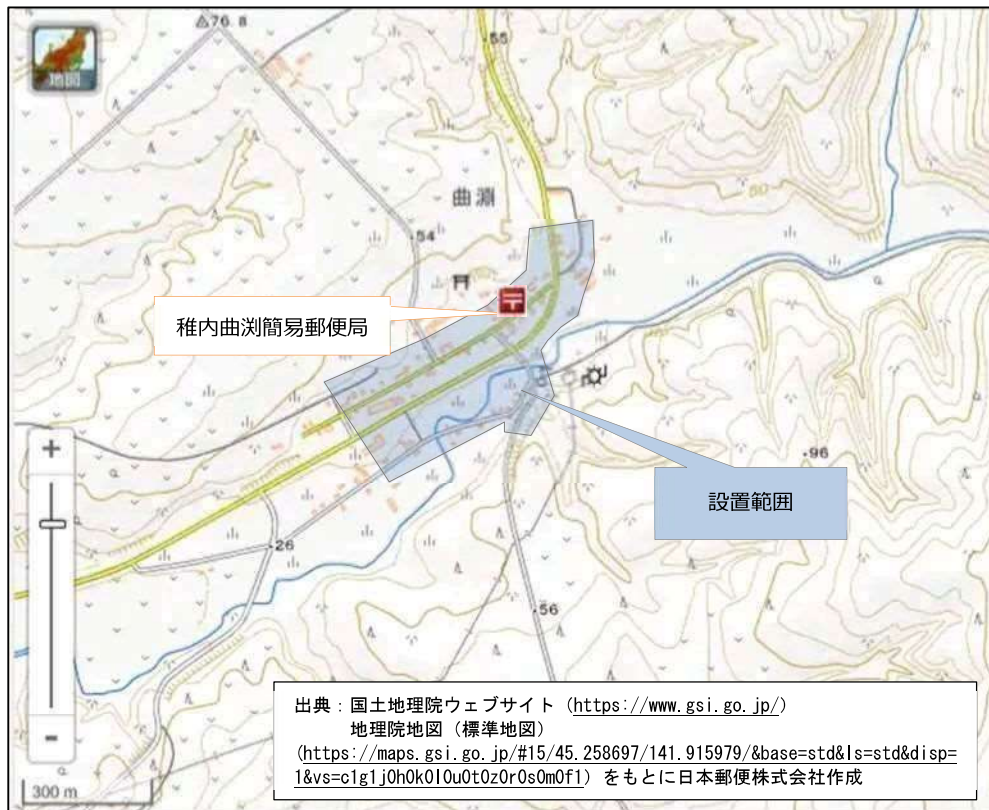 76.8
55
地図
曲淵
54
稚内曲渕簡易郵便局
50
96
設置範囲
+
26
56
-
300 m
出典：国土地理院ウェブサイト（https://www.gsi.go.jp/）
地理院地図（標準地図）
(https://maps.gsi.go.jp/#15/45.258697/141.915979/&base=std&ls=std&disp=
1&vs=c1g1j0h0k0l0u0t0z0r0s0m0f1) をもとに日本郵便株式会社作成